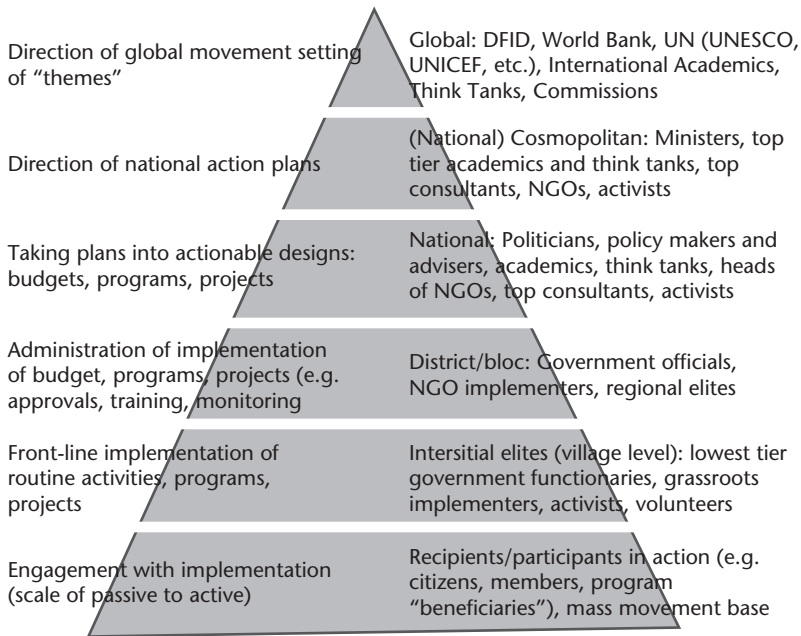 Direction of global movement setting
of “themes”
Global: DFID, World Bank, UN (UNESCO,
UNICEF, etc.), International Academics,
Think Tanks, Commissions
Direction of national action plans
(National) Cosmopolitan: Ministers, top
tier academics and think tanks, top
consultants, NGOs, activists
Taking plans into actionable designs:
budgets, programs, projects
National: Politicians, policy makers and
advisers, academics, think tanks, heads
of NGOs, top consultants, activists
Administration of implementation
of budget, programs, projects (e.g.
approvals, training, monitoring
District/bloc: Government officials,
NGO implementers, regional elites
Front-line implementation of
routine activities, programs,
projects
Intersitial elites (village level): lowest tier
government functionaries, grassroots
implementers, activists, volunteers
Engagement with implementation
(scale of passive to active)
Recipients/participants in action (e.g.
citizens, members, program
“beneficiaries”), mass movement base